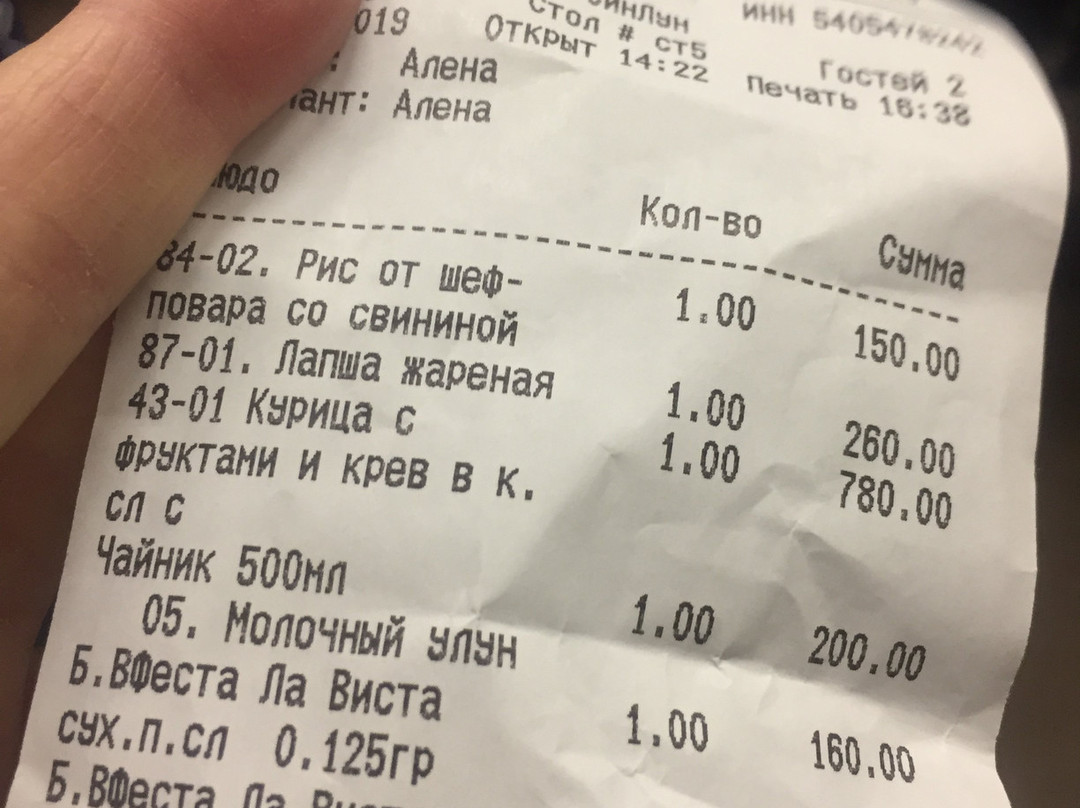 019
Стол # ст5 Гостей 2
Открыт 14:22 Печать 16:38
: Алена
: Алена
Кол-во Сумма
84-02. Рис от шеф-
повара со свининой 1.00 150.00
87-01. Лапша жареная 1.00 260.00
43-01 Курица с 1.00 780.00
фруктами и крев в к.
сл с
Чайник 500мл 1.00 200.00
05. Молочный улун
Б.ВФеста Ла Виста 1.00 160.00
сух.п.сл 0.125гр
Б.ВФеста Ла